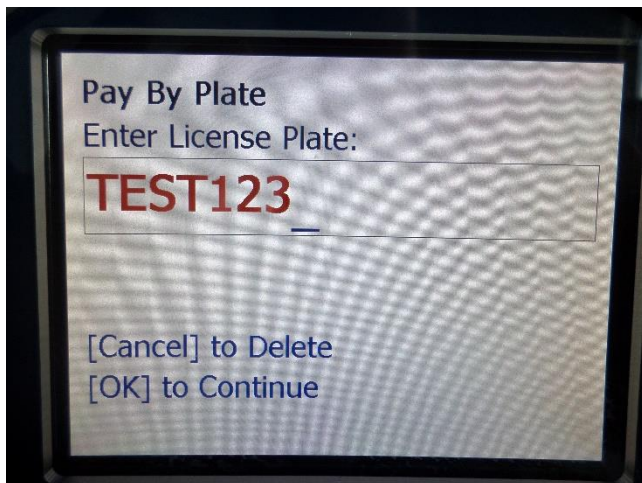 Pay By Plate
Enter License Plate:
TEST123_
[Cancel] to Delete
[OK] to Continue